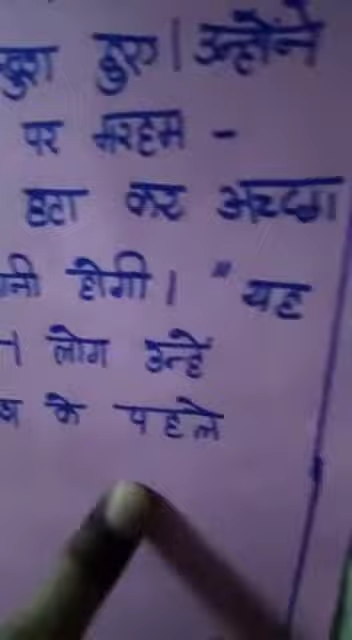 खुश हुए। उन्होंने
पर मरहम -
हटा कर अच्छा
नी होगी। " यह
लोग उन्हें
के पहले